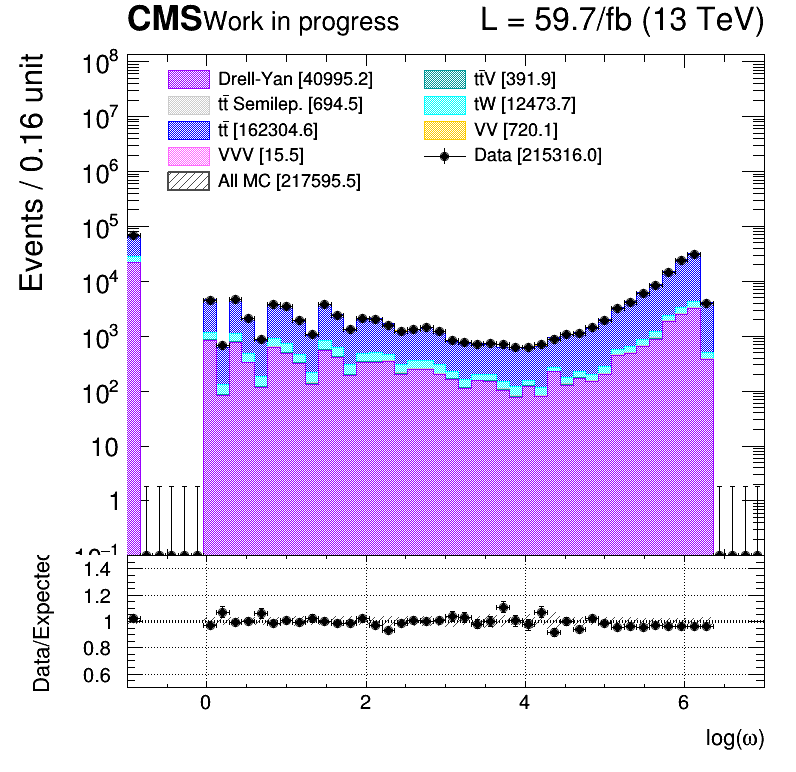 CMS Work in progress L = 59.7/fb (13 TeV)
Events / 0.16 unit
10⁸
10⁷
10⁶
10⁵
10⁴
10³
10²
10
1
10⁻¹
Drell-Yan [40995.2]
tt̄ Semilep. [694.5]
tt̄ [162304.6]
VVV [15.5]
All MC [217595.5]
tt̄V [391.9]
tW [12473.7]
VV [720.1]
Data [215316.0]
Data/Expected
1.4
1.2
1
0.8
0.6
0 2 4 6
log(ω)